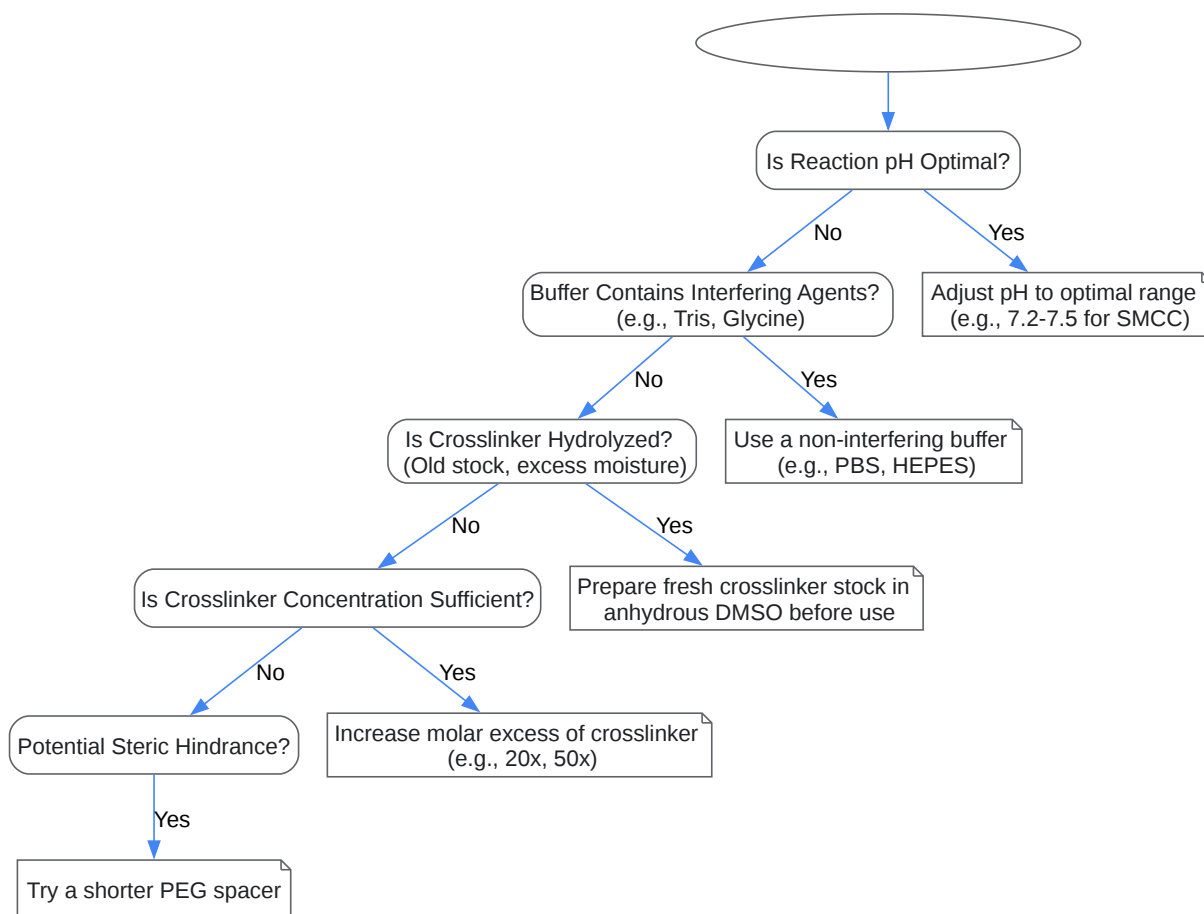 Is Reaction pH Optimal?
No
Yes
Buffer Contains Interfering Agents?
(e.g., Tris, Glycine)
Adjust pH to optimal range
(e.g., 7.2-7.5 for SMCC)
No
Yes
Is Crosslinker Hydrolyzed?
(Old stock, excess moisture)
Use a non-interfering buffer
(e.g., PBS, HEPES)
No
Yes
Is Crosslinker Concentration Sufficient?
Prepare fresh crosslinker stock in
anhydrous DMSO before use
No
Yes
Potential Steric Hindrance?
Increase molar excess of crosslinker
(e.g., 20x, 50x)
Yes
Try a shorter PEG spacer